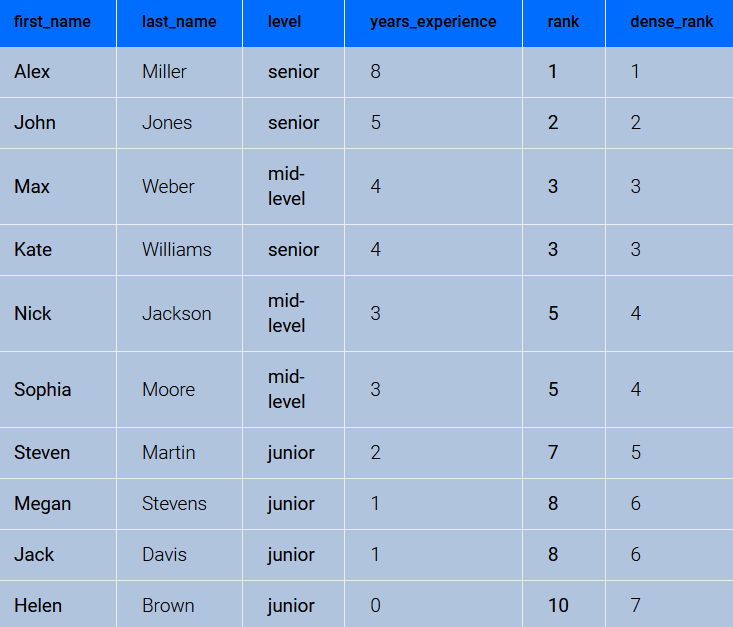 first_name last_name level years_experience rank dense_rank
Alex Miller senior 8 1 1
John Jones senior 5 2 2
Max Weber mid-
level 4 3 3
Kate Williams senior 4 3 3
Nick Jackson mid-
level 3 5 4
Sophia Moore mid-
level 3 5 4
Steven Martin junior 2 7 5
Megan Stevens junior 1 8 6
Jack Davis junior 1 8 6
Helen Brown junior 0 10 7